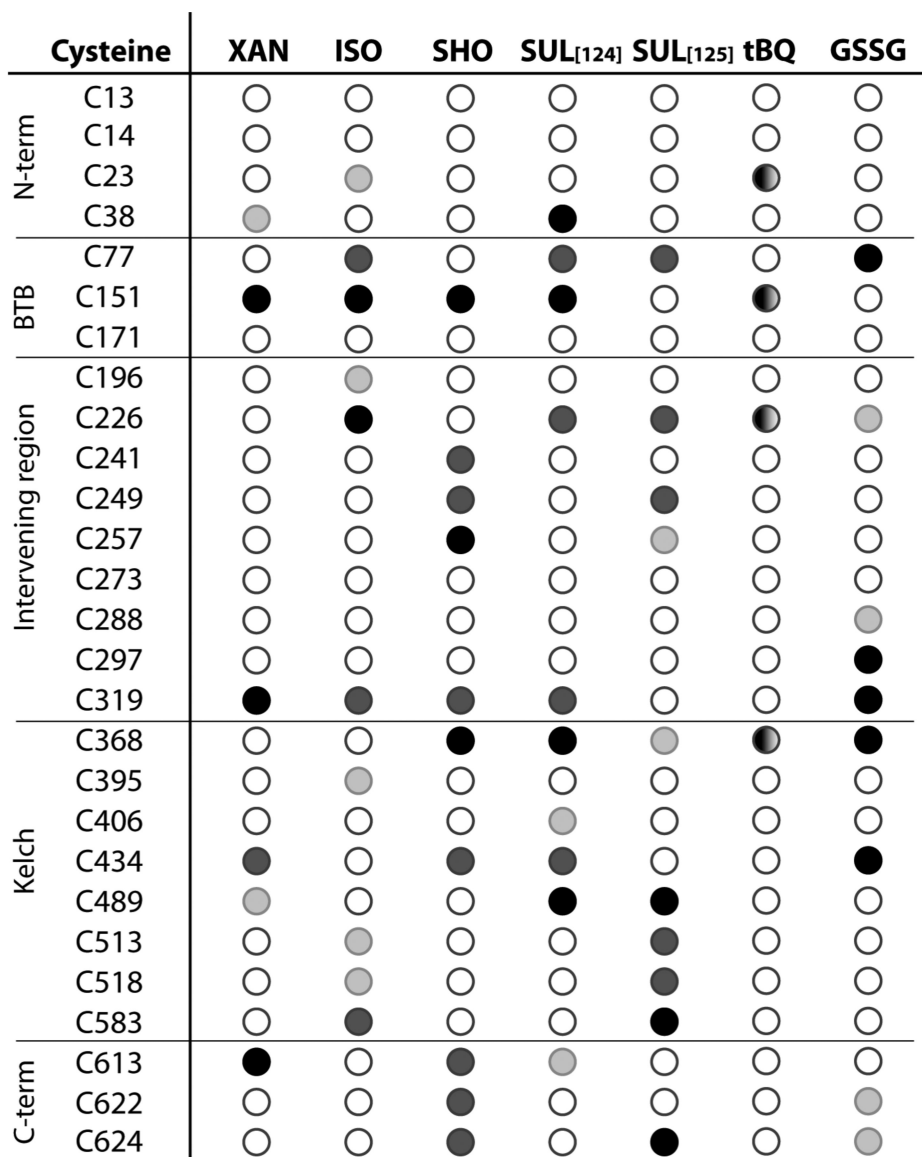 Cysteine XAN ISO SHO SUL[124] SUL[125] tBQ GSSG
N-term
C13
C14
C23
C38
BTB
C77
C151
C171
Intervening region
C196
C226
C241
C249
C257
C273
C288
C297
C319
Kelch
C368
C395
C406
C434
C489
C513
C518
C583
C-term
C613
C622
C624